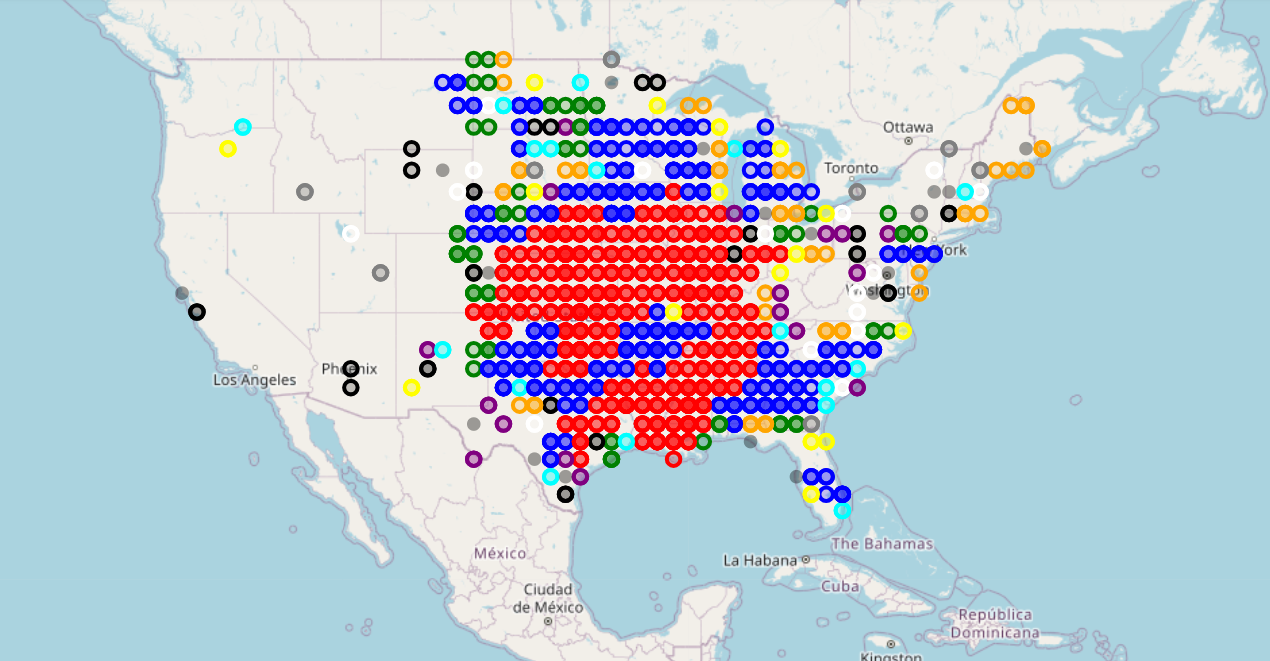 Ottawa
Toronto
York
Washington
Los Angeles
Phoenix
México
The Bahamas
La Habana
Cuba
Ciudad
de México
República
Dominicana
Kingston